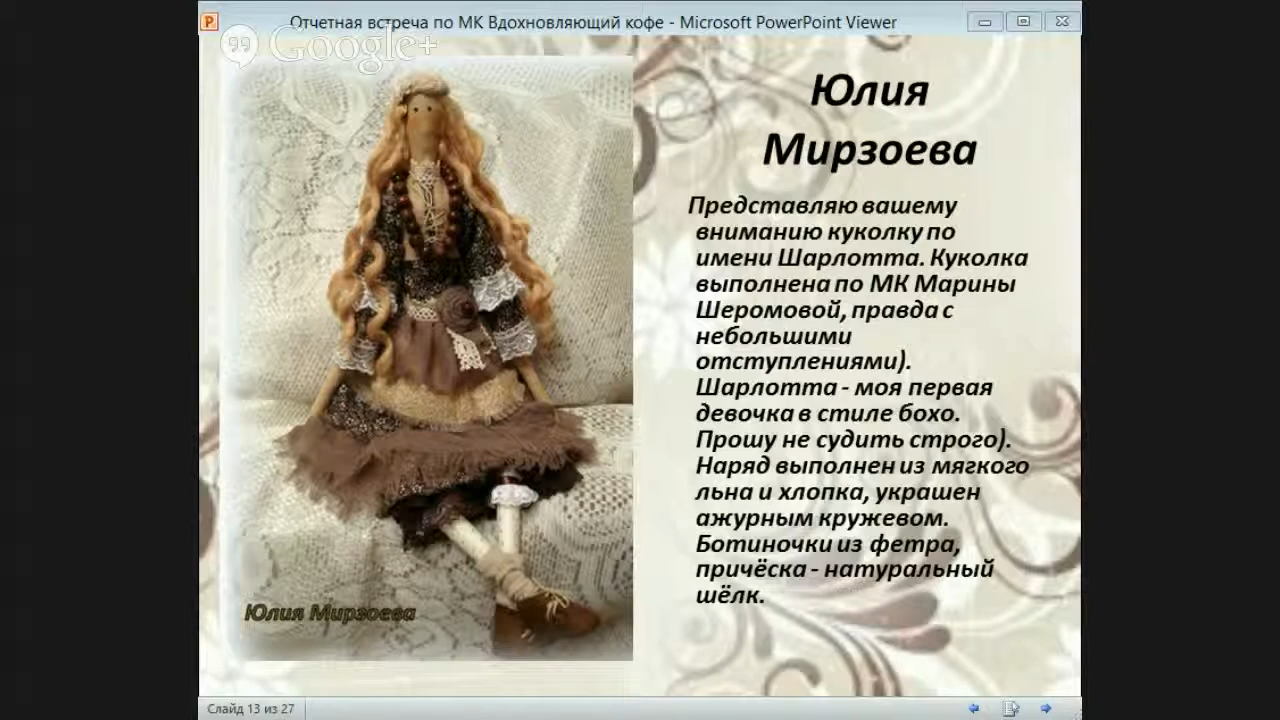 Отчетная встреча по МК Вдохновляющий кофе - Microsoft PowerPoint Viewer
Google+
Юлия
Мирзоева
Представляю вашему
вниманию куколку по
имени Шарлотта. Куколка
выполнена по МК Марины
Шеромовой, правда с
небольшими
отступлениями).
Шарлотта - моя первая
девочка в стиле бохо.
Прошу не судить строго).
Наряд выполнен из мягкого
льна и хлопка, украшен
ажурным кружевом.
Ботиночки из фетра,
причёска - натуральный
шёлк.
Юлия Мирзоева
Слайд 13 из 27